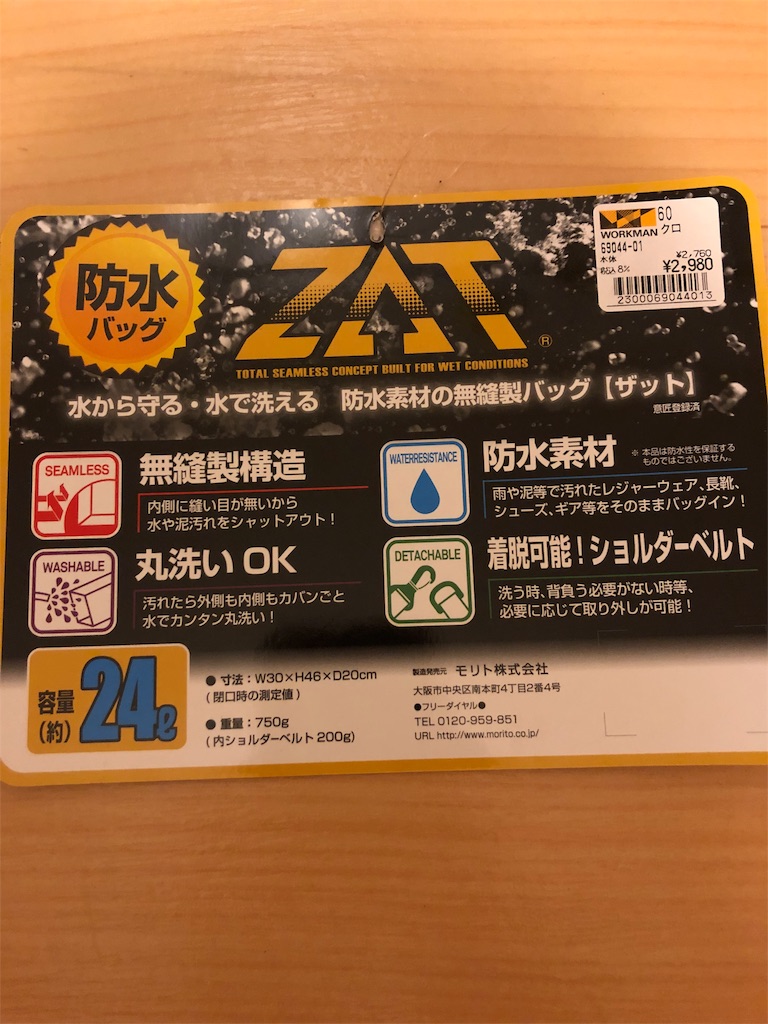 防水
バッグ
ZAT®
TOTAL SEAMLESS CONCEPT BUILT FOR WET CONDITIONS
水から守る・水で洗える 防水素材の無縫製バッグ【ザット】
意匠登録済
WORKMAN
60
クロ
69044-01
本体 ¥2,760
税込8% ¥2,980
2300069044013
SEAMLESS
無縫製構造
内側に縫い目が無いから
水や泥汚れをシャットアウト!
WATERRESISTANCE
防水素材
※本品は防水性を保証する
ものではございません。
雨や泥等で汚れたレジャーウェア、長靴、
シューズ、ギア等をそのままバッグイン!
WASHABLE
丸洗いOK
汚れたら外側も内側もカバンごと
水でカンタン丸洗い!
DETACHABLE
着脱可能!ショルダーベルト
洗う時、背負う必要がない時等、
必要に応じて取り外しが可能!
容量
(約)
24ℓ
●寸法:W30×H46×D20cm
(閉口時の測定値)
●重量:750g
(内ショルダーベルト200g)
製造発売元 モリト株式会社
大阪市中央区南本町4丁目2番4号
●フリーダイヤル●
TEL 0120-959-851
URL http://www.morito.co.jp/